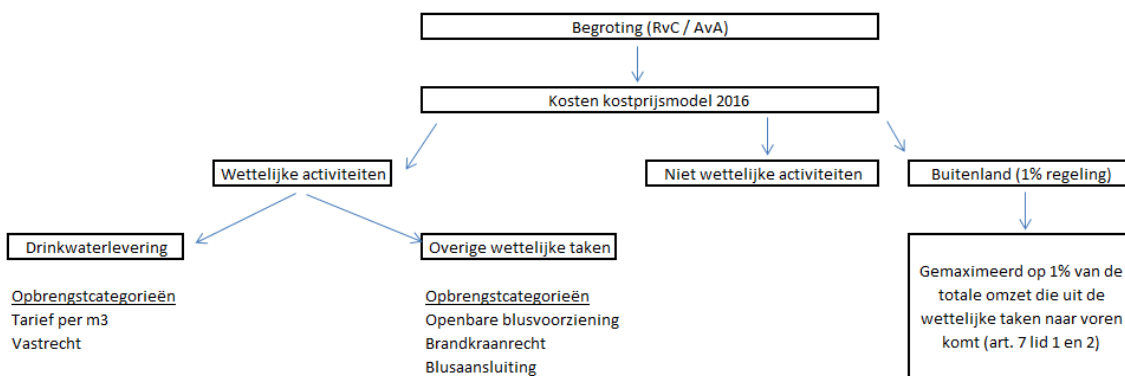 Begroting (RvC / AvA)
Kosten kostprijsmodel 2016
Wettelijke activiteiten
Niet wettelijke activiteiten
Buitenland (1% regeling)
Drinkwaterlevering
Overige wettelijke taken
Opbrengstcategorieën
Tarief per m3
Vastrecht
Opbrengstcategorieën
Openbare blusvoorziening
Brandkraanrecht
Blusaansluiting
Gemaximeerd op 1% van de
totale omzet die uit de
wettelijke taken naar voren
komt (art. 7 lid 1 en 2)